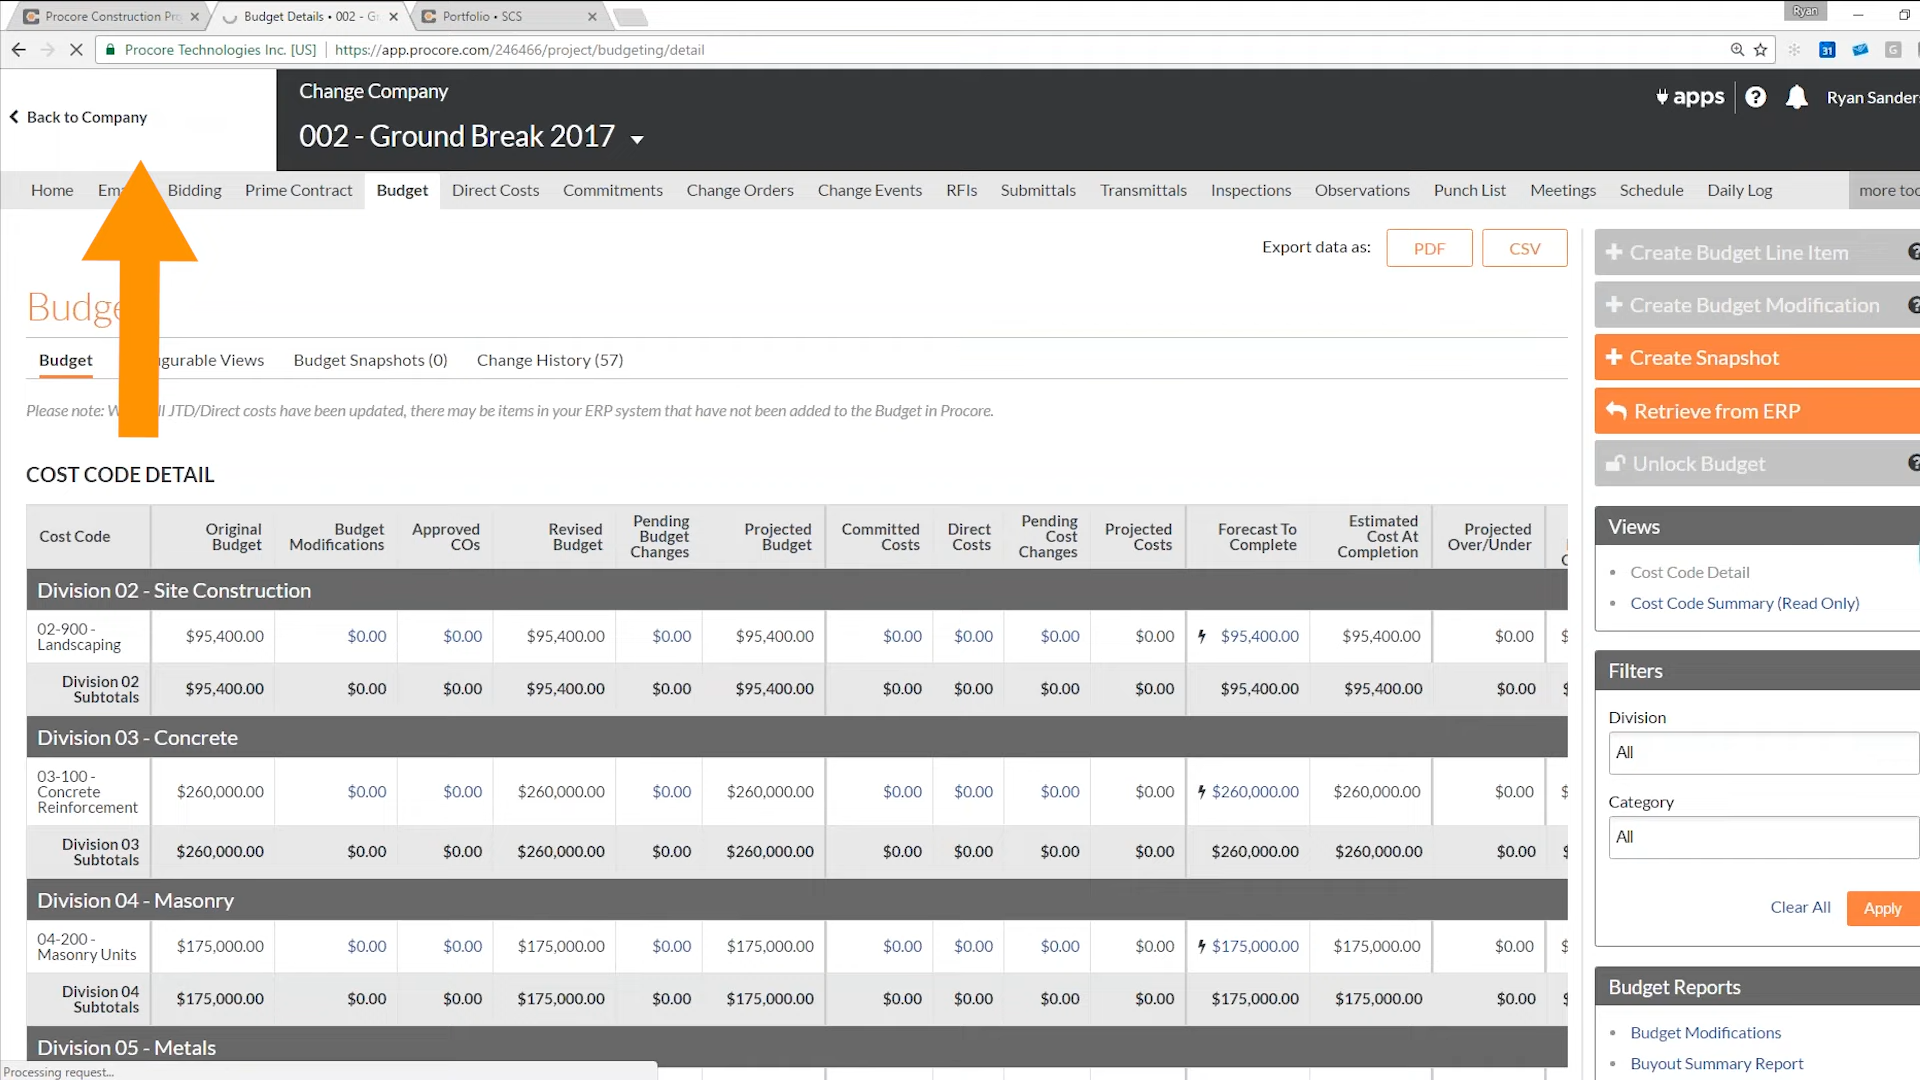 Procore Construction Pro
Budget Details • 002 - G
Portfolio • SCS
Ryan
Procore Technologies Inc. [US]
https://app.procore.com/246466/project/budgeting/detail
31
G
Back to Company
Change Company
002 - Ground Break 2017
apps
?
Ryan Sander
Home Bidding Prime Contract Budget Direct Costs Commitments Change Orders Change Events RFIs Submittals Transmittals Inspections Observations Punch List Meetings Schedule Daily Log more
Export data as: PDF CSV
Budget Budget Snapshots (0) Change History (57)
Views
JTD/Direct costs have been updated, there may be items in your ERP system that have not been added to the Budget in Procore.
Please note:
COST CODE DETAIL
Cost Code Original Budget Budget Modifications Approved COs Revised Budget Pending Budget Changes Projected Budget Committed Costs Direct Costs Pending Cost Changes Projected Costs Forecast To Complete Estimated Cost At Completion Projected Over/Under
Division 02 - Site Construction
02-900 - Landscaping $95,400.00 $0.00 $0.00 $95,400.00 $0.00 $95,400.00 $0.00 $0.00 $0.00 $0.00 $95,400.00 $95,400.00 $0.00
Division 02 Subtotals $95,400.00 $0.00 $0.00 $95,400.00 $0.00 $95,400.00 $0.00 $0.00 $0.00 $0.00 $95,400.00 $95,400.00 $0.00
Division 03 - Concrete
03-100 - Concrete Reinforcement $260,000.00 $0.00 $0.00 $260,000.00 $0.00 $260,000.00 $0.00 $0.00 $0.00 $0.00 $260,000.00 $260,000.00 $0.00
Division 03 Subtotals $260,000.00 $0.00 $0.00 $260,000.00 $0.00 $260,000.00 $0.00 $0.00 $0.00 $0.00 $260,000.00 $260,000.00 $0.00
Division 04 - Masonry
04-200 - Masonry Units $175,000.00 $0.00 $0.00 $175,000.00 $0.00 $175,000.00 $0.00 $0.00 $0.00 $0.00 $175,000.00 $175,000.00 $0.00
Division 04 Subtotals $175,000.00 $0.00 $0.00 $175,000.00 $0.00 $175,000.00 $0.00 $0.00 $0.00 $0.00 $175,000.00 $175,000.00 $0.00
Division 05 - Metals
Processing request...
Create Budget Line Item
Create Budget Modification
Create Snapshot
Retrieve from ERP
Unlock Budget
Views
Cost Code Detail
Cost Code Summary (Read Only)
Filters
Division
All
Category
All
Clear All Apply
Budget Reports
Budget Modifications
Buyout Summary Report